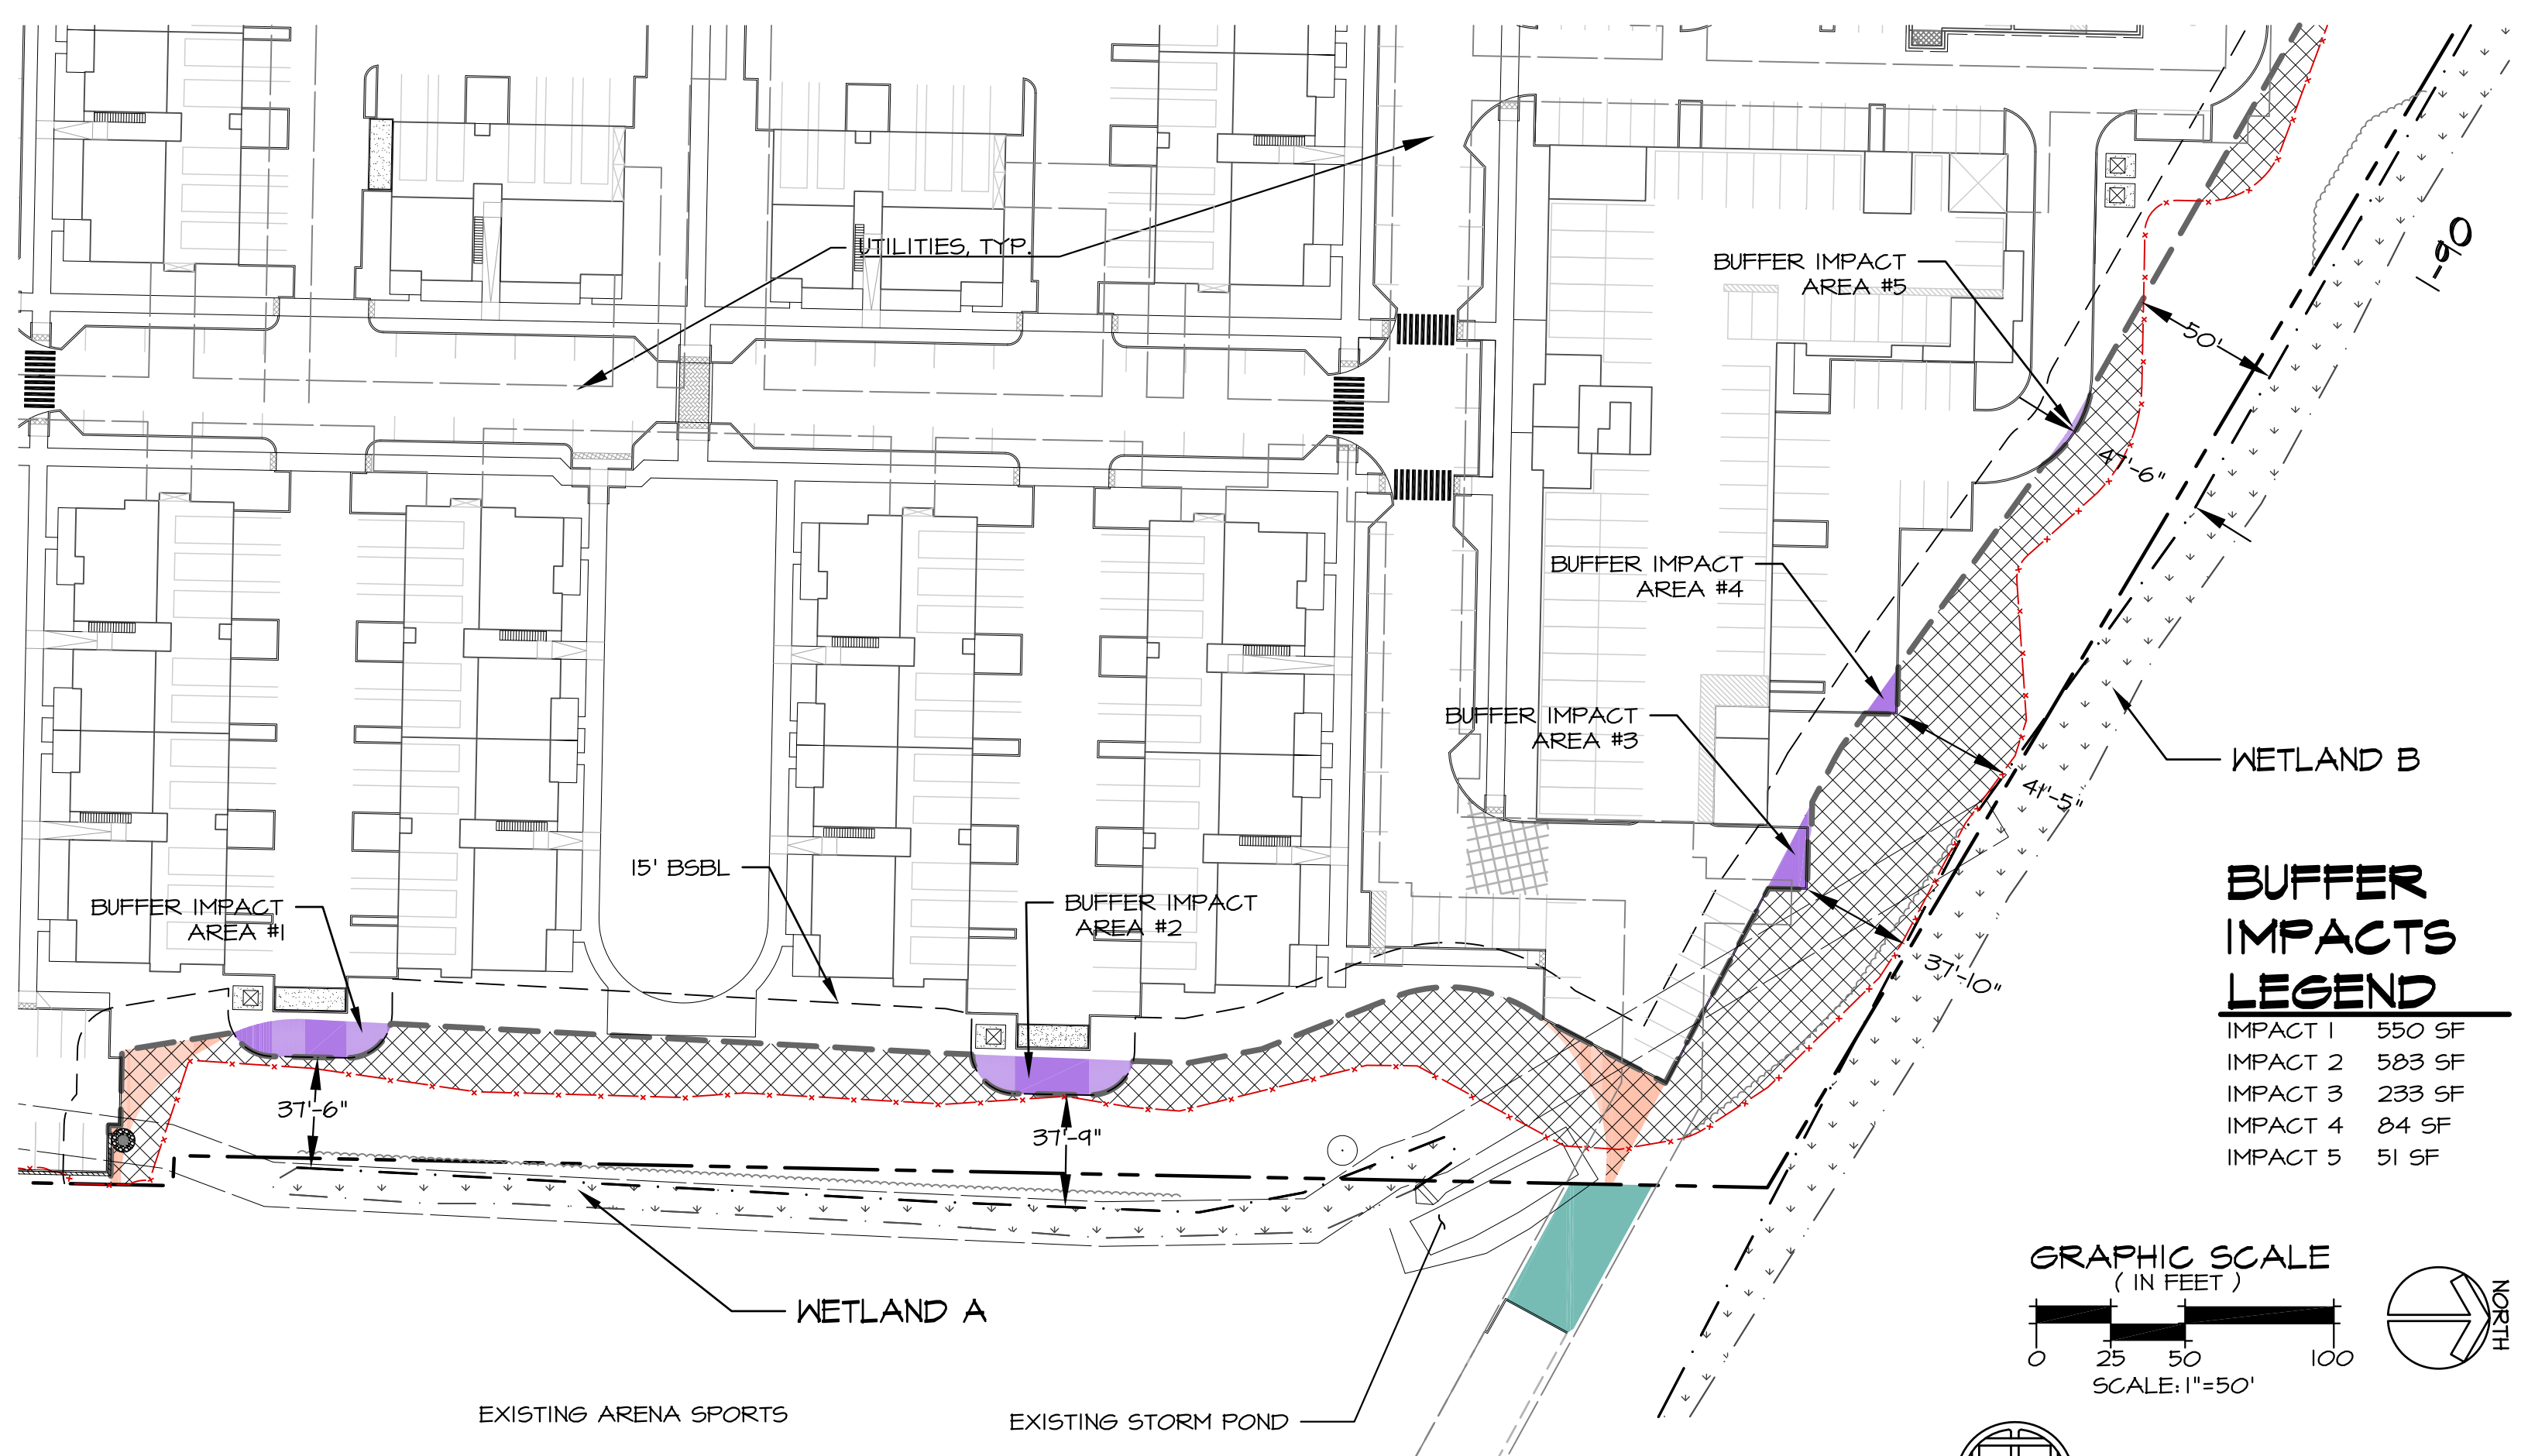 UTILITIES, TYP.
I-90
BUFFER IMPACT
AREA #5
50'
47'-6"
BUFFER IMPACT
AREA #4
BUFFER IMPACT
AREA #3
WETLAND B
41'-5"
15' BSBL
BUFFER IMPACT
AREA #1
BUFFER IMPACT
AREA #2
37'-10"
BUFFER
IMPACTS
LEGEND
IMPACT 1 550 SF
IMPACT 2 583 SF
IMPACT 3 233 SF
IMPACT 4 84 SF
IMPACT 5 51 SF
37'-6"
37'-9"
WETLAND A
GRAPHIC SCALE
( IN FEET )
0 25 50 100
SCALE: 1"=50'
NORTH
EXISTING ARENA SPORTS
EXISTING STORM POND